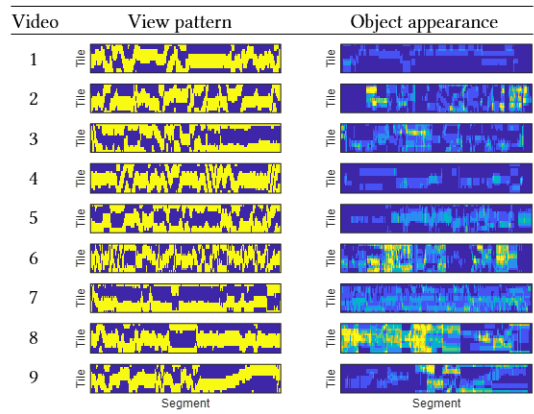 Video View pattern Object appearance
1 Tile Tile
2 Tile Tile
3 Tile Tile
4 Tile Tile
5 Tile Tile
6 Tile Tile
7 Tile Tile
8 Tile Tile
9 Tile Tile
Segment Segment